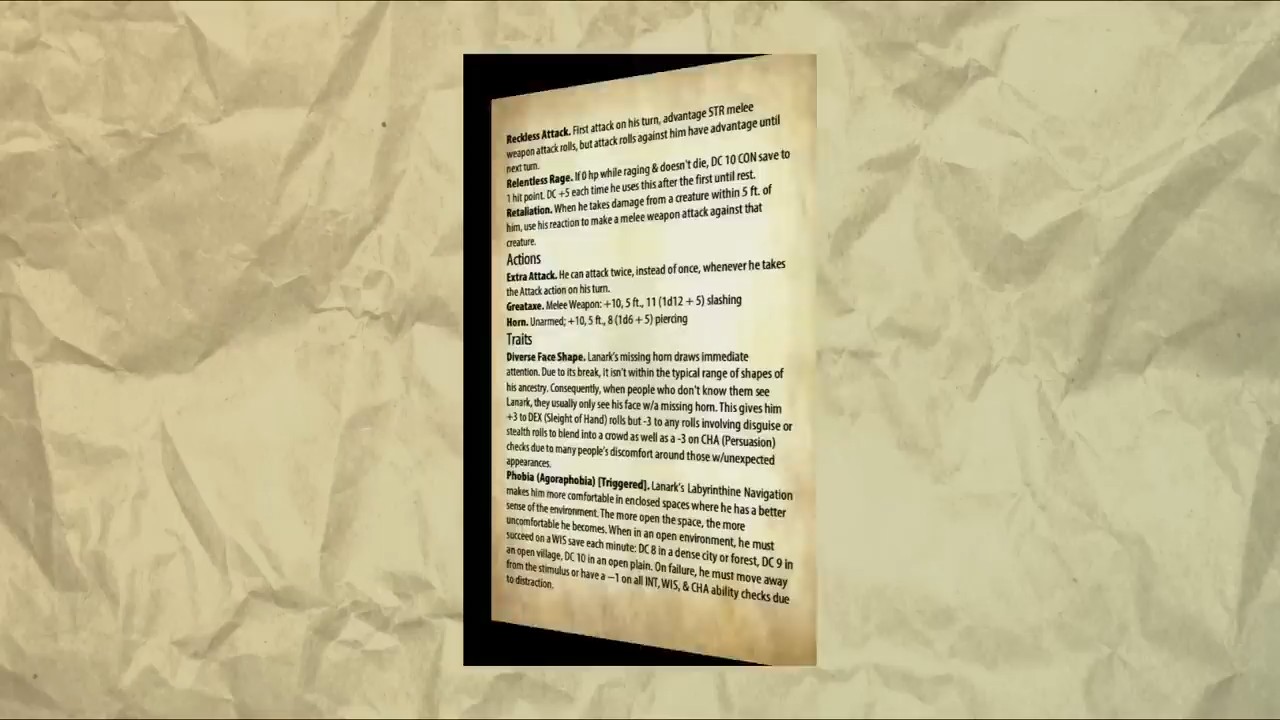 Reckless Attack. First attack on his turn, advantage STR melee
weapon attack rolls, but attack rolls against him have advantage until
next turn.
Relentless Rage. If 0 hp while raging & doesn't die, DC 10 CON save to
1 hit point. DC +5 each time he uses this after the first until rest.
Retaliation. When he takes damage from a creature within 5 ft. of
him, use his reaction to make a melee weapon attack against that
creature.
Actions
Extra Attack. He can attack twice, instead of once, whenever he takes
the Attack action on his turn.
Greataxe. Melee Weapon: +10, 5 ft., 11 (1d12 + 5) slashing
Horn. Unarmed; +10, 5 ft., 8 (1d6 + 5) piercing
Traits
Diverse Face Shape. Lanark's missing horn draws immediate
attention. Due to its break, it isn't within the typical range of shapes of
his ancestry. Consequently, when people who don't know them see
Lanark, they usually only see his face w/a missing horn. This gives him
+3 to DEX (Sleight of Hand) rolls but -3 to any rolls involving disguise or
stealth rolls to blend into a crowd as well as a -3 on CHA (Persuasion)
checks due to many people's discomfort around those w/unexpected
appearances.
Phobia (Agoraphobia) [Triggered]. Lanark's Labyrinthine Navigation
makes him more comfortable in enclosed spaces where he has a better
sense of the environment. The more open the space, the more
uncomfortable he becomes. When in an open environment, he must
succeed on a WIS save each minute: DC 8 in a dense city or forest, DC 9 in
an open village, DC 10 in an open plain. On failure, he must move away
from the stimulus or have a −1 on all INT, WIS, & CHA ability checks due
to distraction.